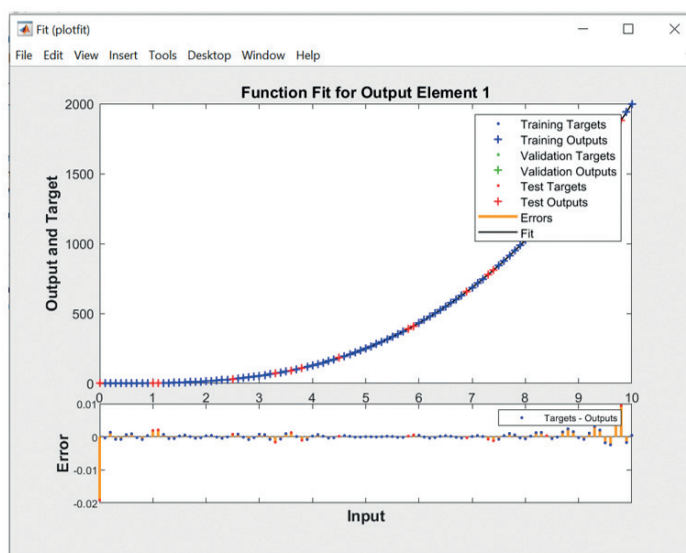 Fit (plotfit)
File Edit View Insert Tools Desktop Window Help
Function Fit for Output Element 1
Output and Target
2000
1500
1000
500
0
Training Targets
Training Outputs
Validation Targets
Validation Outputs
Test Targets
Test Outputs
Errors
Fit
0 1 2 3 4 5 6 7 8 9 10
Error
0.01
0
-0.01
-0.02
Targets - Outputs
Input